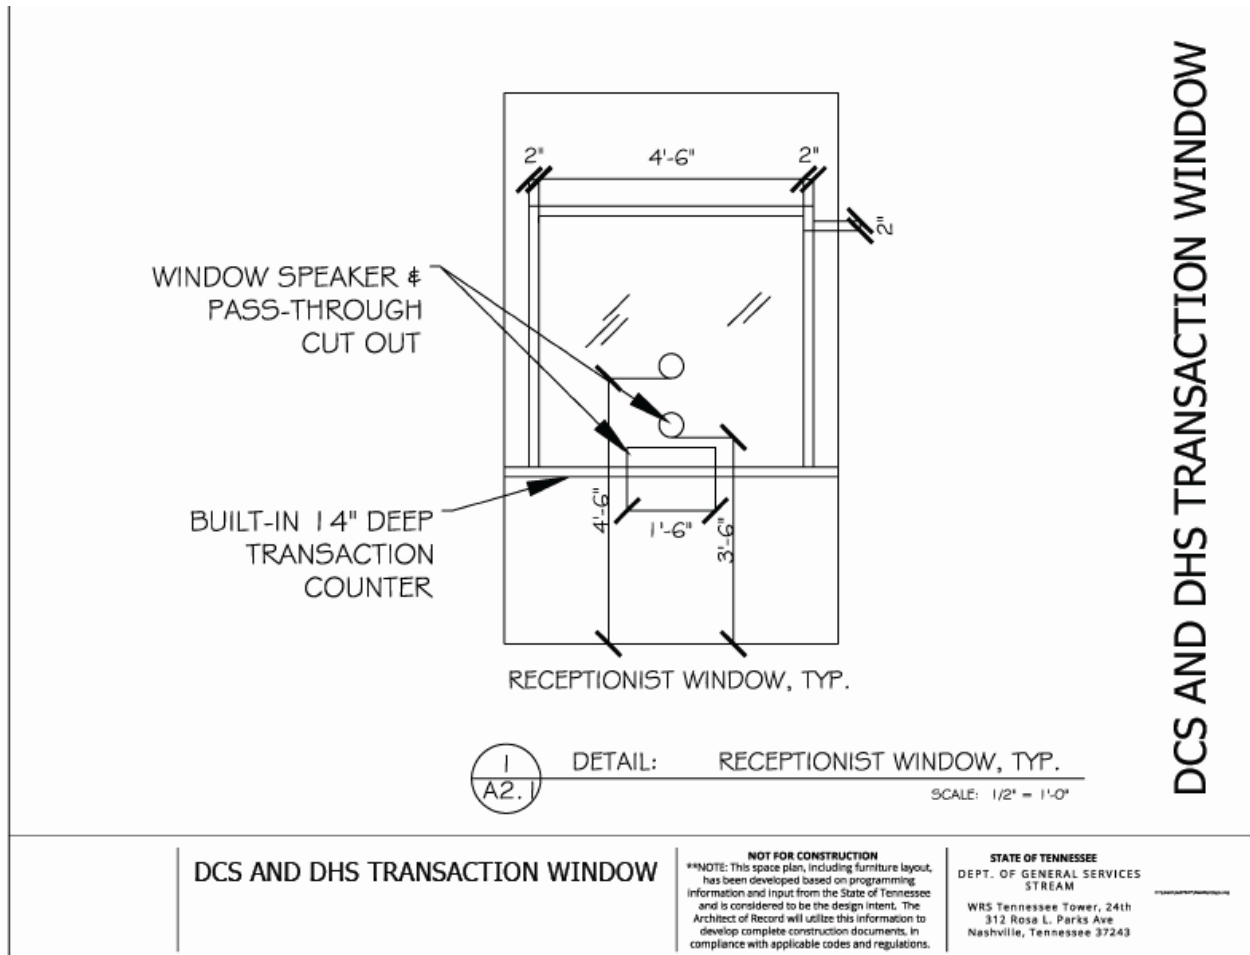 2"
4'-6"
2"
2"
WINDOW SPEAKER &
PASS-THROUGH
CUT OUT
BUILT-IN 14" DEEP
TRANSACTION
COUNTER
4'-6"
1'-6"
3'-6"
RECEPTIONIST WINDOW, TYP.
1
A2.1
DETAIL: RECEPTIONIST WINDOW, TYP.
SCALE: 1/2" = 1'-0"
DCS AND DHS TRANSACTION WINDOW
DCS AND DHS TRANSACTION WINDOW
NOT FOR CONSTRUCTION
**NOTE: This space plan, including furniture layout,
has been developed based on programming
information and input from the State of Tennessee
and is considered to be the design intent. The
Architect of Record will utilize this information to
develop complete construction documents, in
compliance with applicable codes and regulations.
STATE OF TENNESSEE
DEPT. OF GENERAL SERVICES
STREAM
WRS Tennessee Tower, 24th
312 Rosa L. Parks Ave
Nashville, Tennessee 37243